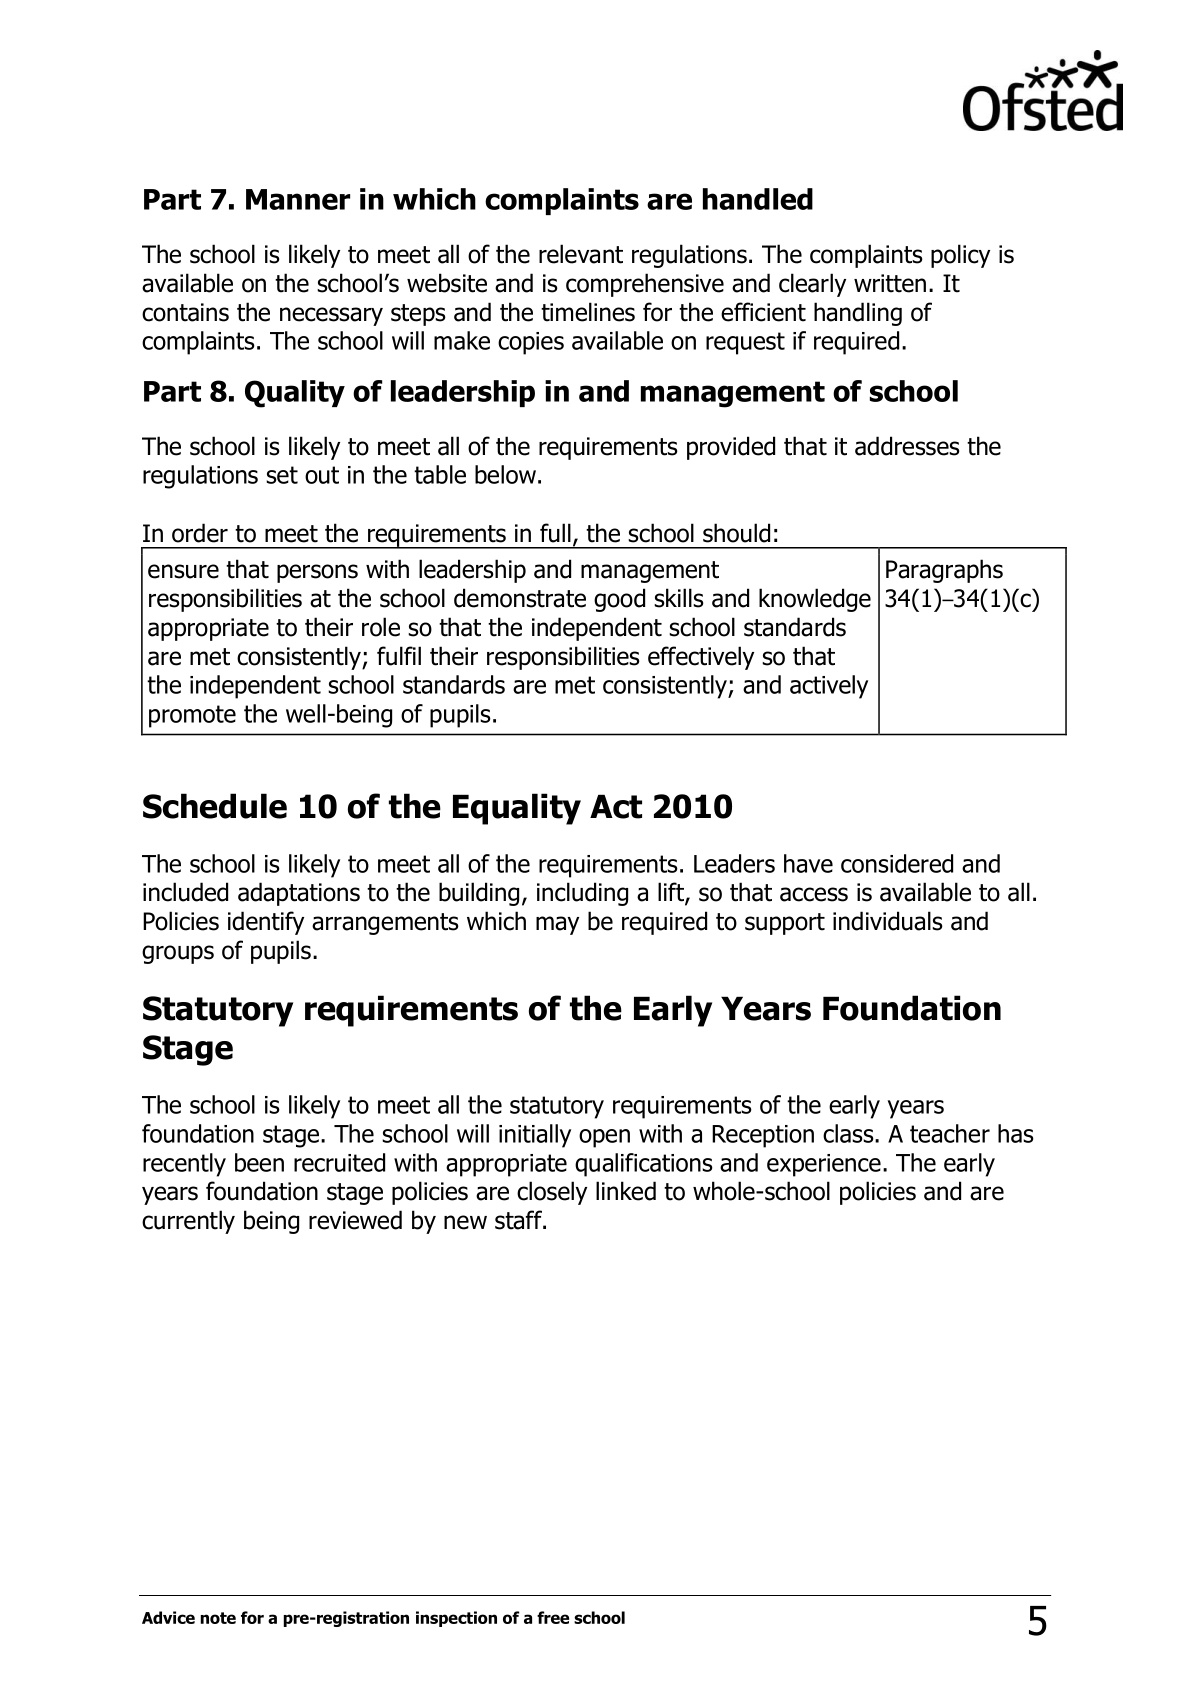 Ofsted
Part 7. Manner in which complaints are handled
The school is likely to meet all of the relevant regulations. The complaints policy is
available on the school’s website and is comprehensive and clearly written. It
contains the necessary steps and the timelines for the efficient handling of
complaints. The school will make copies available on request if required.
Part 8. Quality of leadership in and management of school
The school is likely to meet all of the requirements provided that it addresses the
regulations set out in the table below.
In order to meet the requirements in full, the school should:
ensure that persons with leadership and management
responsibilities at the school demonstrate good skills and knowledge
appropriate to their role so that the independent school standards
are met consistently; fulfil their responsibilities effectively so that
the independent school standards are met consistently; and actively
promote the well-being of pupils.
Paragraphs
34(1)–34(1)(c)
Schedule 10 of the Equality Act 2010
The school is likely to meet all of the requirements. Leaders have considered and
included adaptations to the building, including a lift, so that access is available to all.
Policies identify arrangements which may be required to support individuals and
groups of pupils.
Statutory requirements of the Early Years Foundation
Stage
The school is likely to meet all the statutory requirements of the early years
foundation stage. The school will initially open with a Reception class. A teacher has
recently been recruited with appropriate qualifications and experience. The early
years foundation stage policies are closely linked to whole-school policies and are
currently being reviewed by new staff.
Advice note for a pre-registration inspection of a free school
5